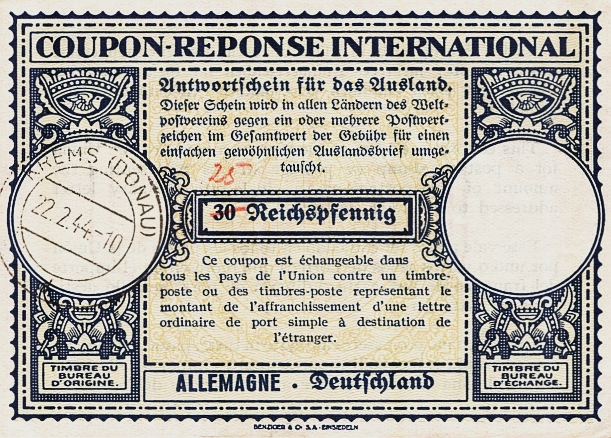 COUPON-REPONSE INTERNATIONAL
Antwortschein für das Ausland.
Dieser Schein wird in allen Ländern des Welt-
postvereins gegen ein oder mehrere Postwert-
zeichen im Gesamtwert der Gebühr für einen
einfachen gewöhnlichen Auslandsbrief umge-
tauscht.
25
30 Reichspfennig
Ce coupon est échangeable dans
tous les pays de l'Union contre un timbre-
poste ou des timbres-poste représentant le
montant de l'affranchissement d'une lettre
ordinaire de port simple à destination de
l'étranger.
KREMS (DONAU)
22.2.44.-10
TIMBRE DU
BUREAU
D'ORIGINE.
TIMBRE DU
BUREAU
D'ÉCHANGE.
ALLEMAGNE . Deutschland
BENZIGER & Co S.A. EINSIEDELN